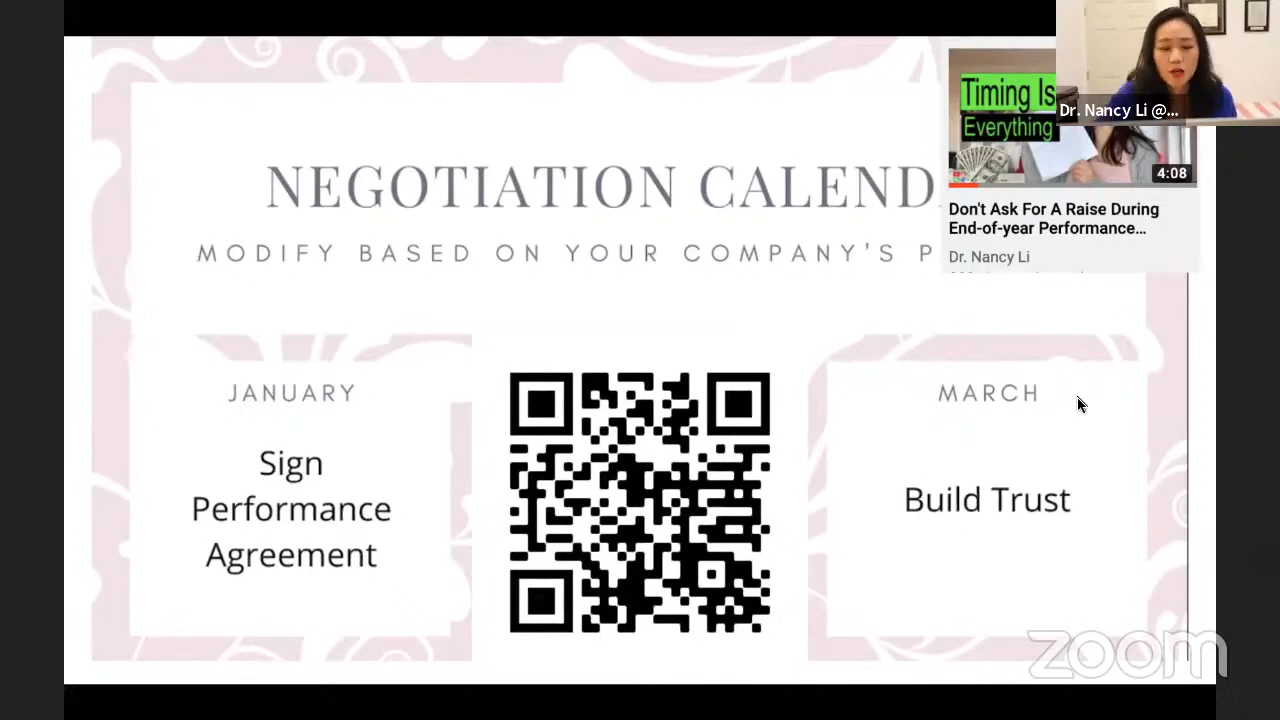 NEGOTIATION CALEND
MODIFY BASED ON YOUR COMPANY'S P
Timing Is
Everything
4:08
Don't Ask For A Raise During
End-of-year Performance...
Dr. Nancy Li
Dr. Nancy Li @...
JANUARY
Sign
Performance
Agreement
MARCH
Build Trust
zoom